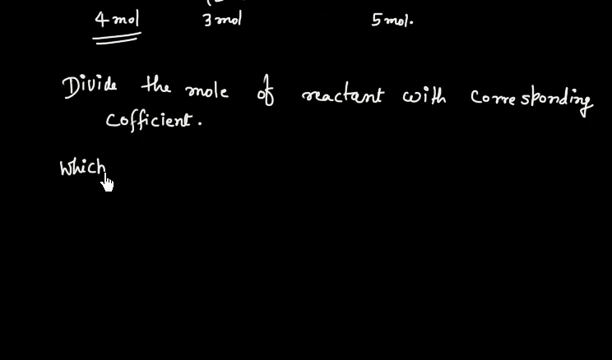 4 mol 3 mol 5 mol.
Divide the mole of reactant with corresponding
cofficient.
Which